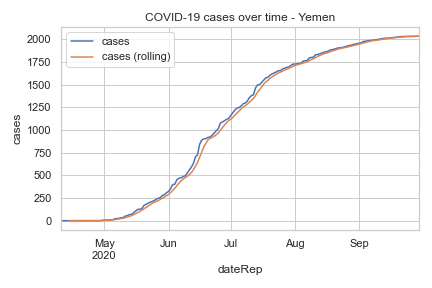 COVID-19 cases over time - Yemen
cases
cases (rolling)
2000
1750
1500
1250
1000
750
500
250
0
cases
May
2020
Jun
Jul
Aug
Sep
dateRep